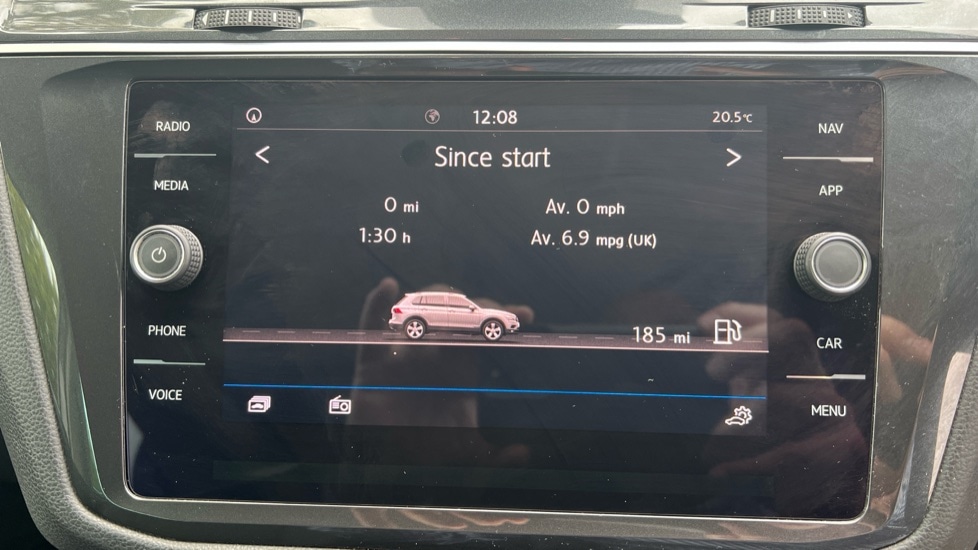 RADIO
MEDIA
PHONE
VOICE
12:08
20.5°C
< Since start >
0 mi
Av. 0 mph
1:30 h
Av. 6.9 mpg (UK)
185 mi
NAV
APP
CAR
MENU